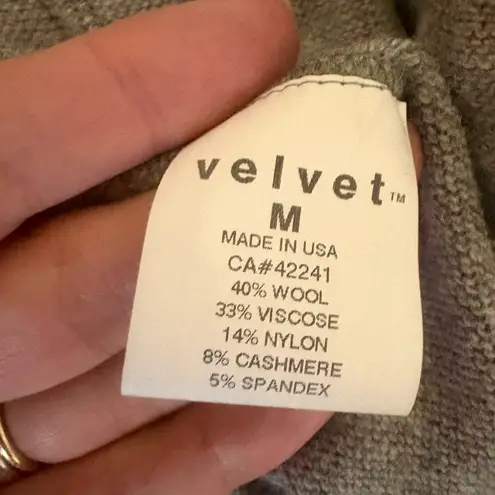 velvet™
M
MADE IN USA
CA#42241
40% WOOL
33% VISCOSE
14% NYLON
8% CASHMERE
5% SPANDEX